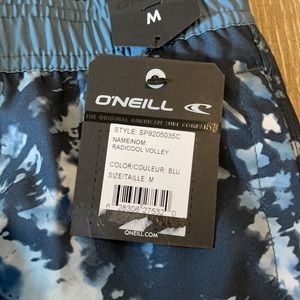 M
O'NEILL
THE ORIGINAL AMERICAN SURF COMPANY
STYLE: SP9205035C
NAME/NOM:
RADICOOL VOLLEY
COLOR/COULEUR: BLU
SIZE/TAILLE: M
ONEILL.COM